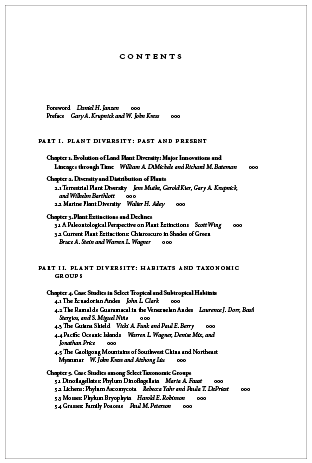 CONTENTS
Foreword Daniel H. Janzen 000
Preface Gary A. Krupnick and W. John Kress 000
PART I. PLANT DIVERSITY: PAST AND PRESENT
Chapter 1. Evolution of Land Plant Diversity: Major Innovations and
Lineages through Time William A. DiMichele and Richard M. Bateman 000
Chapter 2. Diversity and Distribution of Plants
2.1 Terrestrial Plant Diversity Jens Mutke, Gerold Kier, Gary A. Krupnick,
and Wilhelm Barthlott 000
2.2 Marine Plant Diversity Walter H. Adey 000
Chapter 3. Plant Extinctions and Declines
3.1 A Paleontological Perspective on Plant Extinctions Scott Wing 000
3.2 Current Plant Extinctions: Chiaroscuro in Shades of Green
Bruce A. Stein and Warren L. Wagner 000
PART II. PLANT DIVERSITY: HABITATS AND TAXONOMIC
GROUPS
Chapter 4. Case Studies in Select Tropical and Subtropical Habitats
4.1 The Ecuadorian Andes John L. Clark 000
4.2 The Ramal de Guaramacal in the Venezuelan Andes Laurence J. Dorr, Basil
Stergios, and S. Miguel Niño 000
4.3 The Guiana Shield Vicki A. Funk and Paul E. Berry 000
4.4 Pacific Oceanic Islands Warren L. Wagner, Denise Mix, and
Jonathan Price 000
4.5 The Gaoligong Mountains of Southwest China and Northeast
Myanmar W. John Kress and Aizhong Liu 000
Chapter 5. Case Studies among Select Taxonomic Groups
5.1 Dinoflagellates: Phylum Dinoflagellata Maria A. Faust 000
5.2 Lichens: Phylum Ascomycota Rebecca Yahr and Paula T. DePriest 000
5.3 Mosses: Phylum Bryophyta Harold E. Robinson 000
5.4 Grasses: Family Poaceae Paul M. Peterson 000